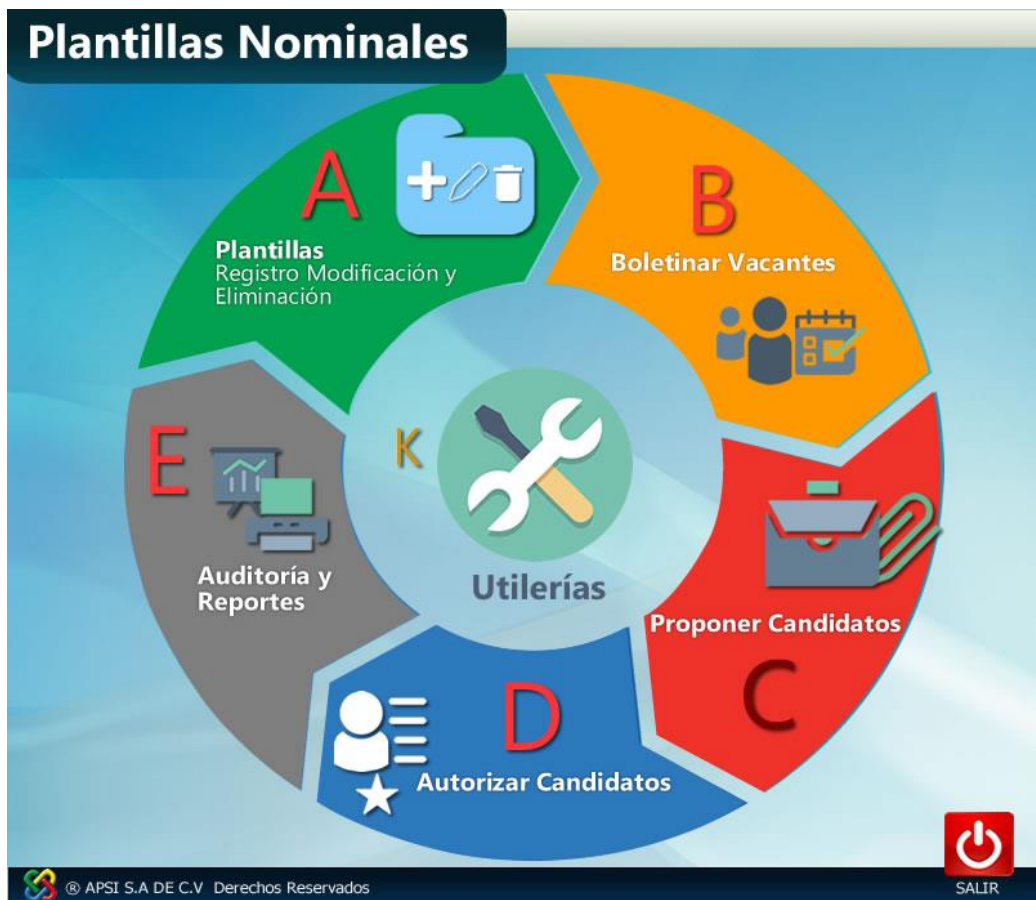 Plantillas Nominales
A
Plantillas
Registro Modificación y
Eliminación
B
Boletinar Vacantes
E
Auditoría y
Reportes
K
Utilerías
Proponer Candidatos
C
D
Autorizar Candidatos
® APSI S.A DE C.V Derechos Reservados
SALIR